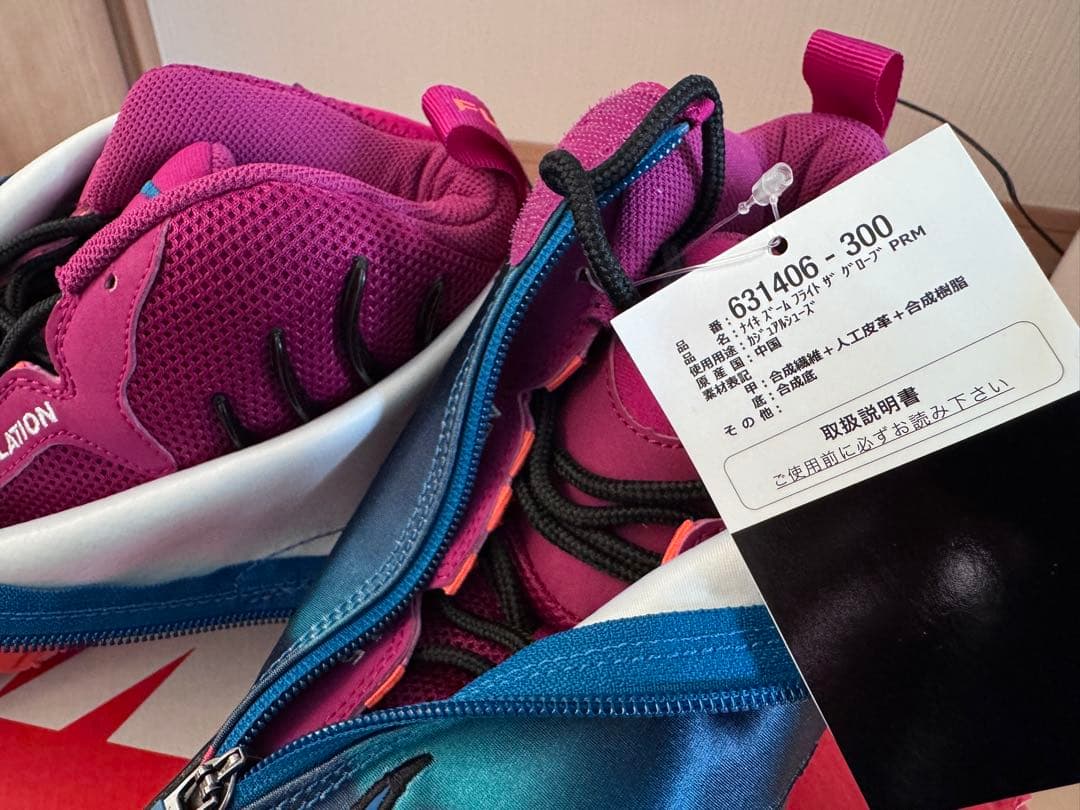 品 番 : 631406 - 300
品 名 : ナイキ ズーム フライト ザ グローブ PRM
使用用途 : カジュアルシューズ
原 産 国 : 中国
素材表記 甲 : 合成繊維+人工皮革+合成樹脂
底 : 合成底
そ の 他 :
取扱説明書
ご使用前に必ずお読み下さい
LATION